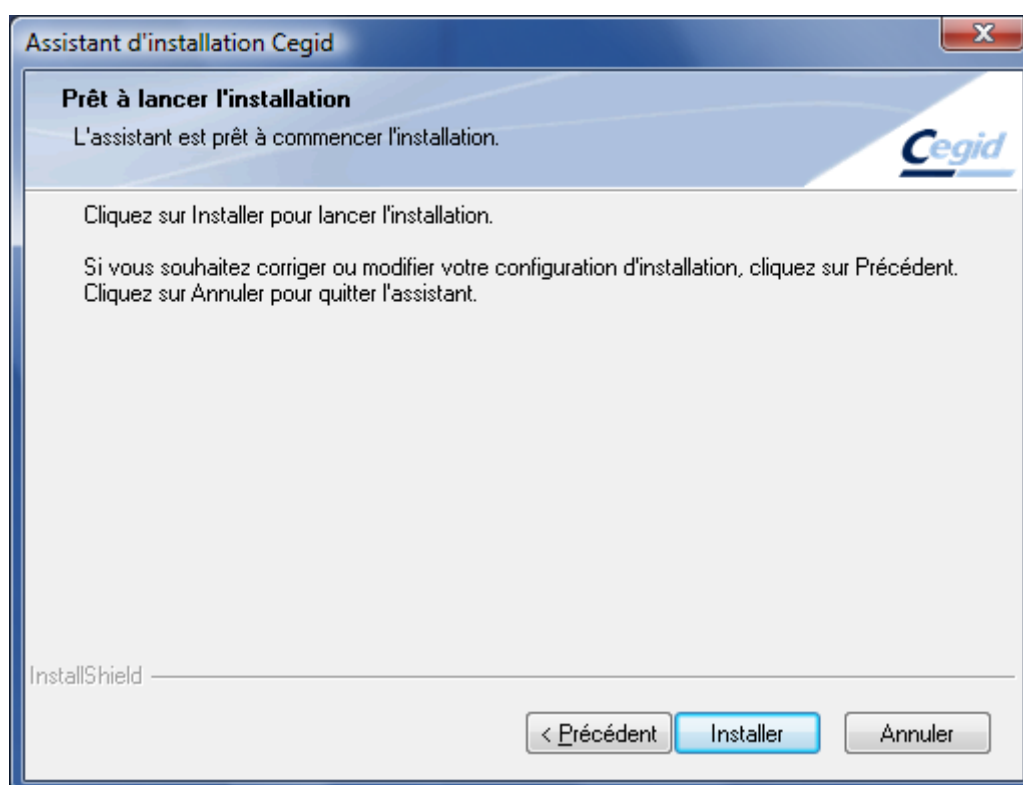 Assistant d'installation Cegid
Prêt à lancer l'installation
L'assistant est prêt à commencer l'installation.
Cegid
Cliquez sur Installer pour lancer l'installation.
Si vous souhaitez corriger ou modifier votre configuration d'installation, cliquez sur Précédent.
Cliquez sur Annuler pour quitter l'assistant.
InstallShield
< Précédent Installer Annuler